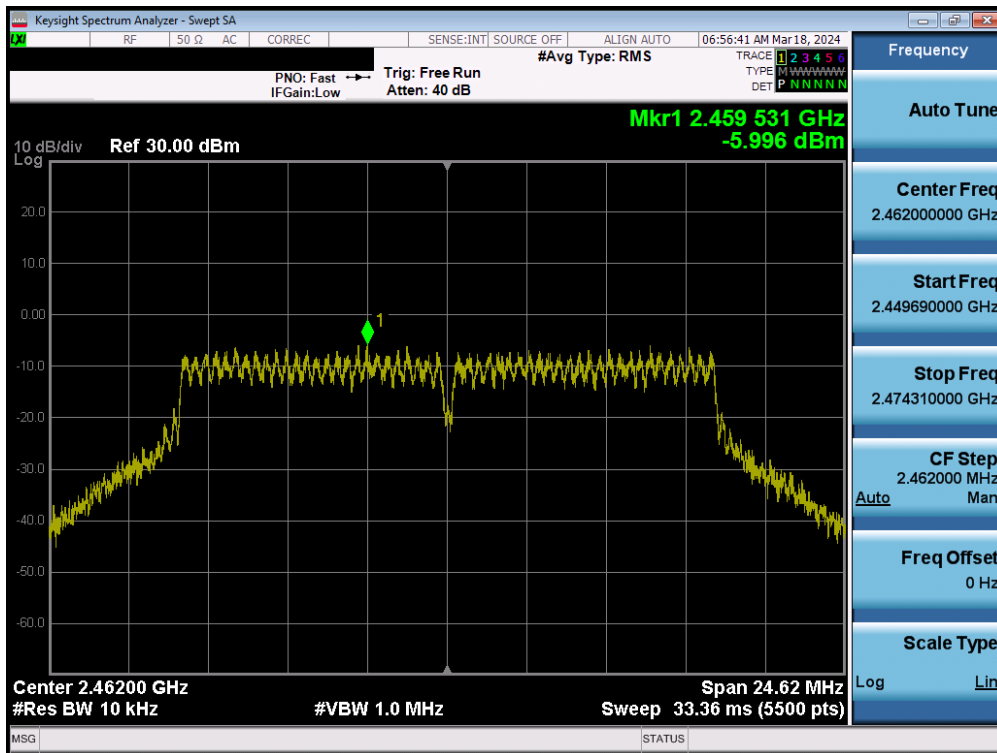 Keysight Spectrum Analyzer - Swept SA
LXI RF 50 Ω AC CORREC SENSE:INT SOURCE OFF ALIGN AUTO 06:56:41 AM Mar 18, 2024
#Avg Type: RMS
TRACE 1 2 3 4 5 6
PNO: Fast Trig: Free Run
TYPE M WWWWW
IFGain:Low Atten: 40 dB
DET P N N N N N
Mkr1 2.459 531 GHz
-5.996 dBm
10 dB/div Ref 30.00 dBm
Log
20.0
10.0
0.00
1
-10.0
-20.0
-30.0
-40.0
-50.0
-60.0
Center 2.46200 GHz Span 24.62 MHz
#Res BW 10 kHz #VBW 1.0 MHz Sweep 33.36 ms (5500 pts)
MSG STATUS
Frequency
Auto Tune
Center Freq
2.462000000 GHz
Start Freq
2.449690000 GHz
Stop Freq
2.474310000 GHz
CF Step
2.462000 MHz
Auto Man
Freq Offset
0 Hz
Scale Type
Log Lin